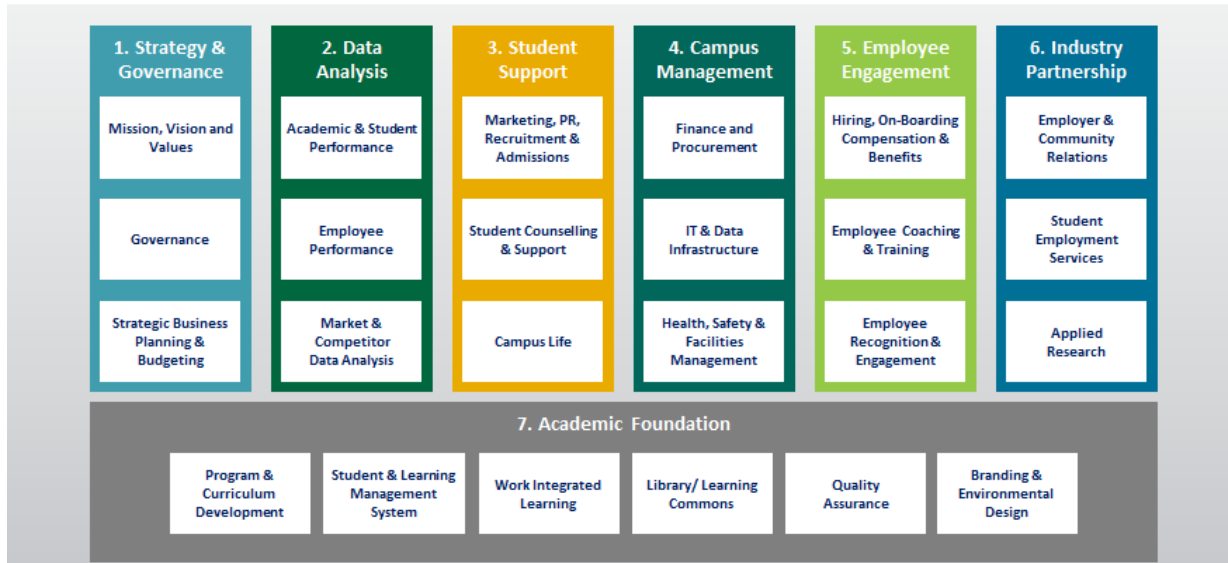 1. Strategy &
Governance
Mission, Vision and
Values
Governance
Strategic Business
Planning &
Budgeting
2. Data
Analysis
Academic & Student
Performance
Employee
Performance
Market &
Competitor
Data Analysis
3. Student
Support
Marketing, PR,
Recruitment &
Admissions
Student Counselling
& Support
Campus Life
4. Campus
Management
Finance and
Procurement
IT & Data
Infrastructure
Health, Safety &
Facilities
Management
5. Employee
Engagement
Hiring, On-Boarding
Compensation &
Benefits
Employee Coaching
& Training
Employee
Recognition &
Engagement
6. Industry
Partnership
Employer &
Community
Relations
Student
Employment
Services
Applied
Research
7. Academic Foundation
Program &
Curriculum
Development
Student & Learning
Management
System
Work Integrated
Learning
Library/ Learning
Commons
Quality
Assurance
Branding &
Environmental
Design